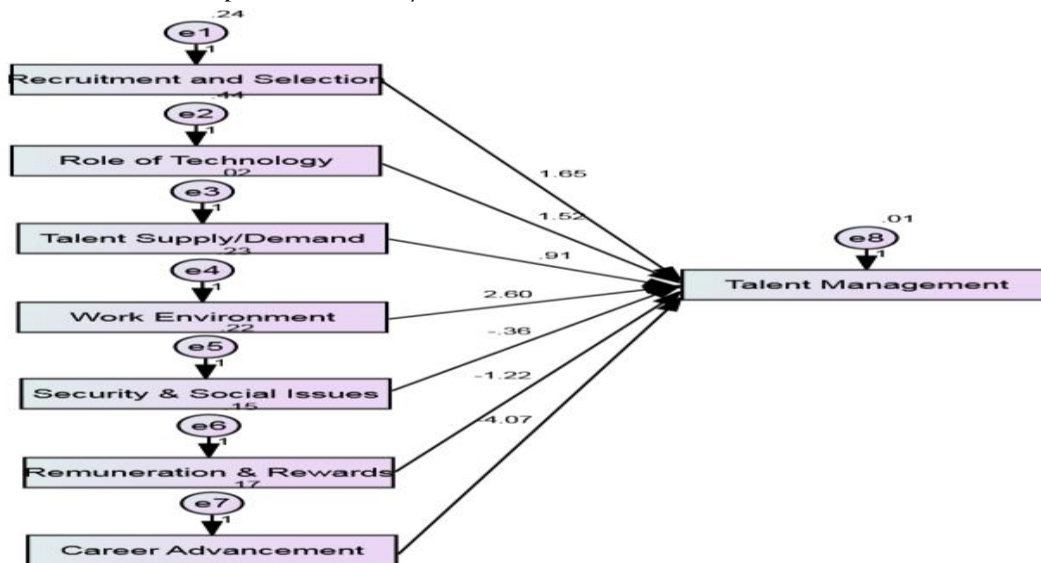 .24
e1
1
Recruitment and Selection
.44
e2
1
Role of Technology
.02
e3
1
Talent Supply/Demand
.23
e4
1
Work Environment
.22
e5
1
Security & Social Issues
.15
e6
1
Remuneration & Rewards
.17
e7
1
Career Advancement
1.65
1.52
.91
2.60
-.36
-1.22
-4.07
.01
e8
1
Talent Management